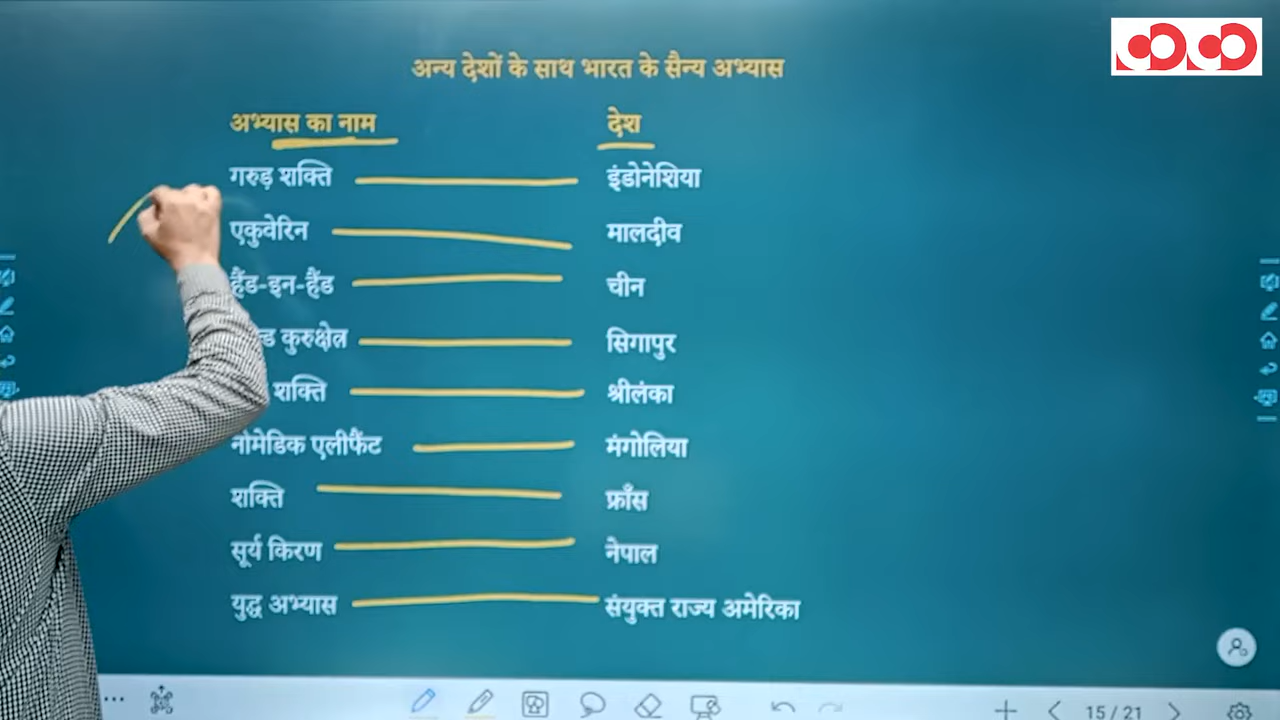 अन्य देशों के साथ भारत के सैन्य अभ्यास
अभ्यास का नाम देश
गरुड़ शक्ति इंडोनेशिया
एकुवेरिन मालदीव
हैंड-इन-हैंड चीन
कुरुक्षेत्र सिगापुर
शक्ति श्रीलंका
नोमेडिक एलीफैंट मंगोलिया
शक्ति फ्राँस
सूर्य किरण नेपाल
युद्ध अभ्यास संयुक्त राज्य अमेरिका
15 / 21